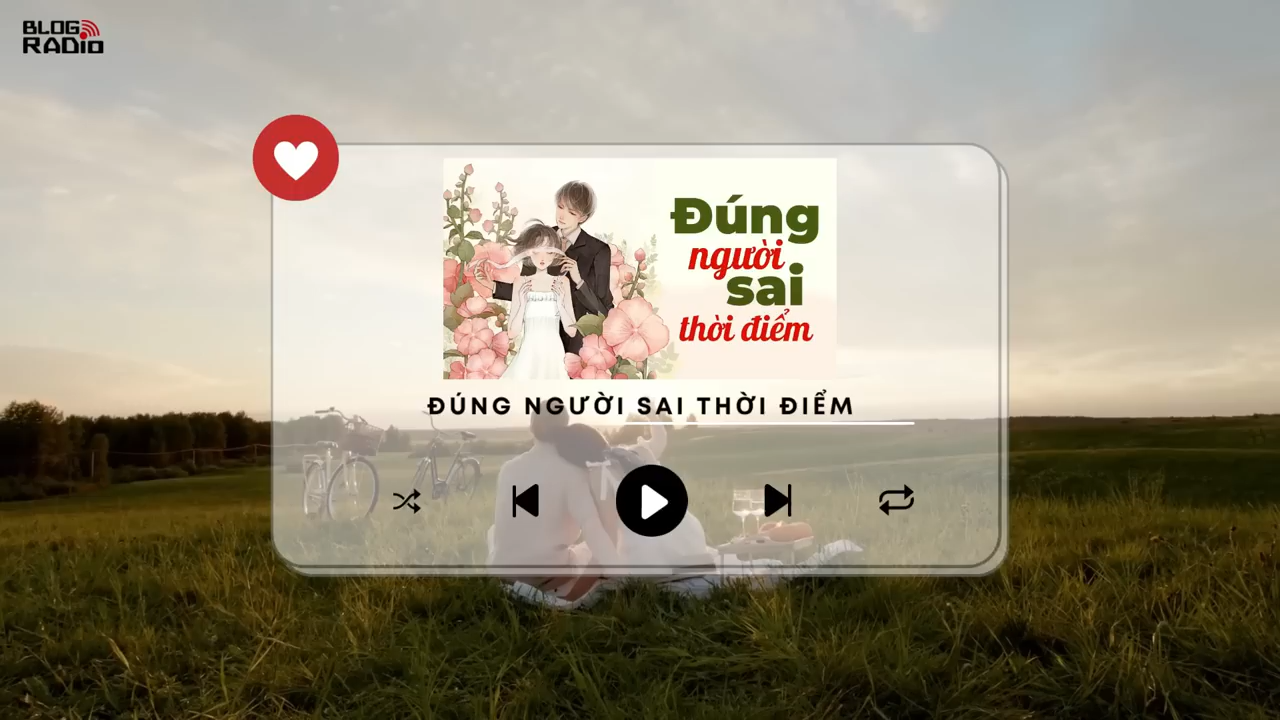 BLOG
RADIO
Đúng
người
sai
thời điểm
ĐÚNG NGƯỜI SAI THỜI ĐIỂM